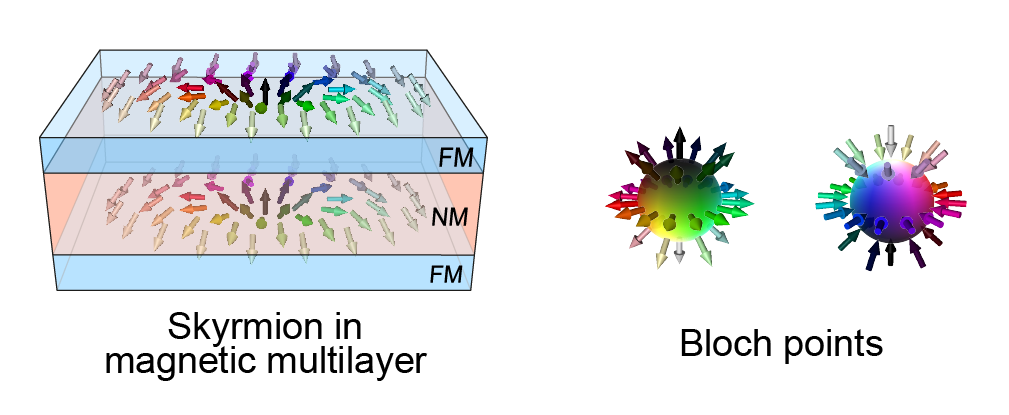 FM
NM
FM
Skyrmion in
magnetic multilayer
Bloch points